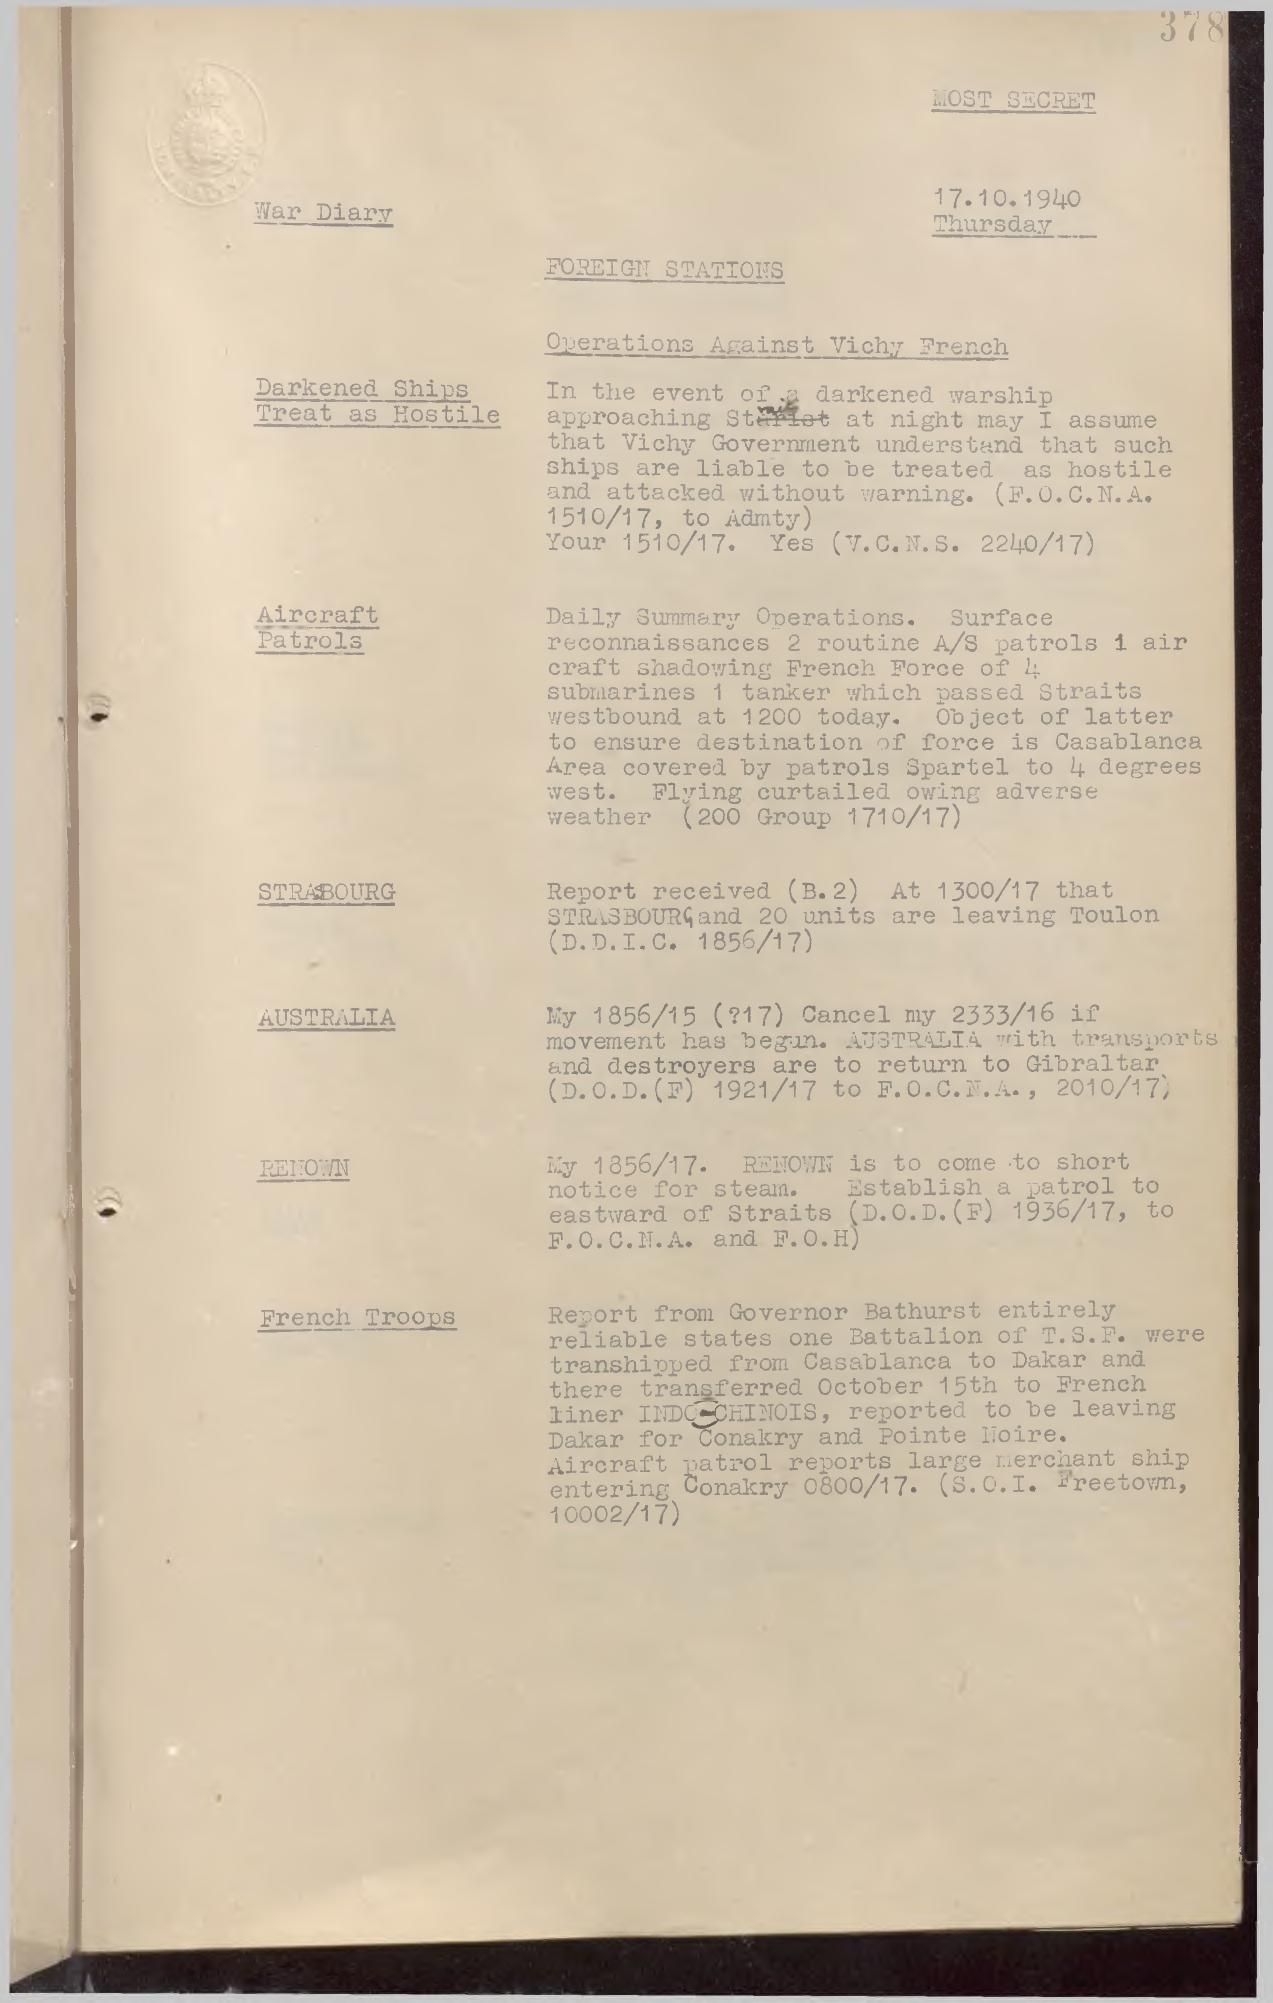 378
MOST SECRET
17.10.1940
War Diary
Thursday
FOREIGN STATIONS
Operations Against Vichy French
Darkened Ships
Treat as Hostile
In the event of a darkened warship
approaching at night may I assume
that Vichy Government understand that such
ships are liable to be treated as hostile
and attacked without warning. (F.O.C.N.A.
1510/17, to Admty)
Your 1510/17. Yes (V.C.N.S. 2240/17)
Aircraft
Patrols
Daily Summary Operations. Surface
reconnaissances 2 routine A/S patrols 1 air
craft shadowing French Force of 4
submarines 1 tanker which passed Straits
westbound at 1200 today. Object of latter
to ensure destination of force is Casablanca
Area covered by patrols Spartel to 4 degrees
west. Flying curtailed owing adverse
weather (200 Group 1710/17)
STRASBOURG
Report received (B.2) At 1300/17 that
STRASBOURG and 20 units are leaving Toulon
(D.D.I.C. 1856/17)
AUSTRALIA
My 1856/15 (?17) Cancel my 2333/16 if
movement has begun. AUSTRALIA with transports
and destroyers are to return to Gibraltar
(D.O.D.(F) 1921/17 to F.O.C.N.A., 2010/17)
RENOWN
My 1856/17. RENOWN is to come to short
notice for steam. Establish a patrol to
eastward of Straits (D.O.D.(F) 1936/17, to
F.O.C.N.A. and F.O.H)
French Troops
Report from Governor Bathurst entirely
reliable states one Battalion of T.S.F. were
transhipped from Casablanca to Dakar and
there transferred October 15th to French
liner INDO-CHINOIS, reported to be leaving
Dakar for Conakry and Pointe Noire.
Aircraft patrol reports large merchant ship
entering Conakry 0800/17. (S.O.I. Freetown,
10002/17)